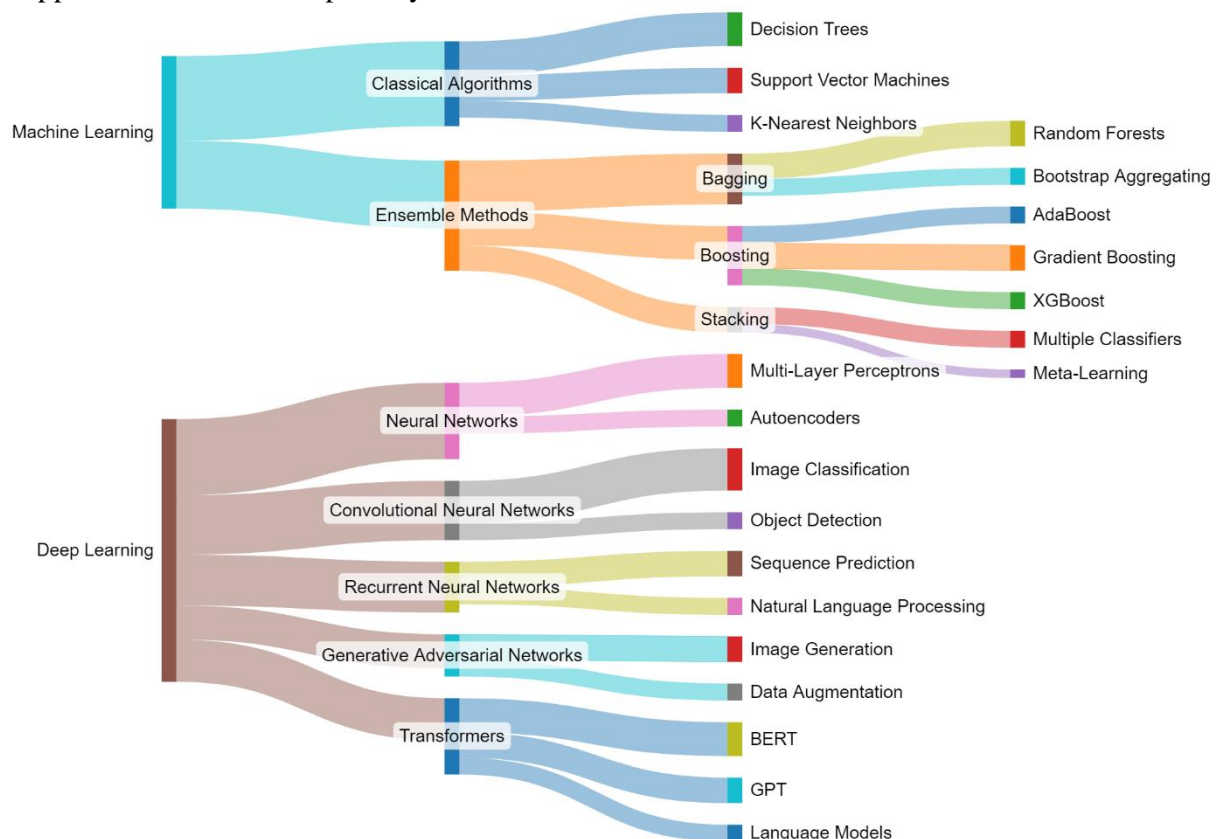 Machine Learning
Classical Algorithms
Decision Trees
Support Vector Machines
K-Nearest Neighbors
Ensemble Methods
Bagging
Random Forests
Bootstrap Aggregating
Boosting
AdaBoost
Gradient Boosting
XGBoost
Stacking
Multiple Classifiers
Meta-Learning
Deep Learning
Neural Networks
Multi-Layer Perceptrons
Autoencoders
Convolutional Neural Networks
Image Classification
Object Detection
Recurrent Neural Networks
Sequence Prediction
Natural Language Processing
Generative Adversarial Networks
Image Generation
Data Augmentation
Transformers
BERT
GPT
Language Models